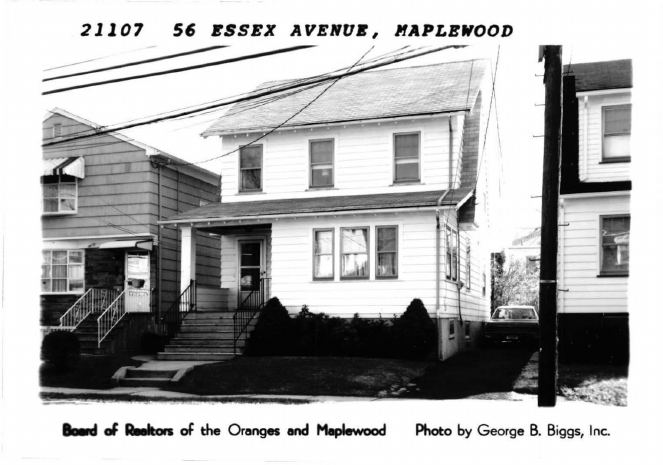 21107 56 ESSEX AVENUE, MAPLEWOOD
Board of Realtors of the Oranges and Maplewood Photo by George B. Biggs, Inc.